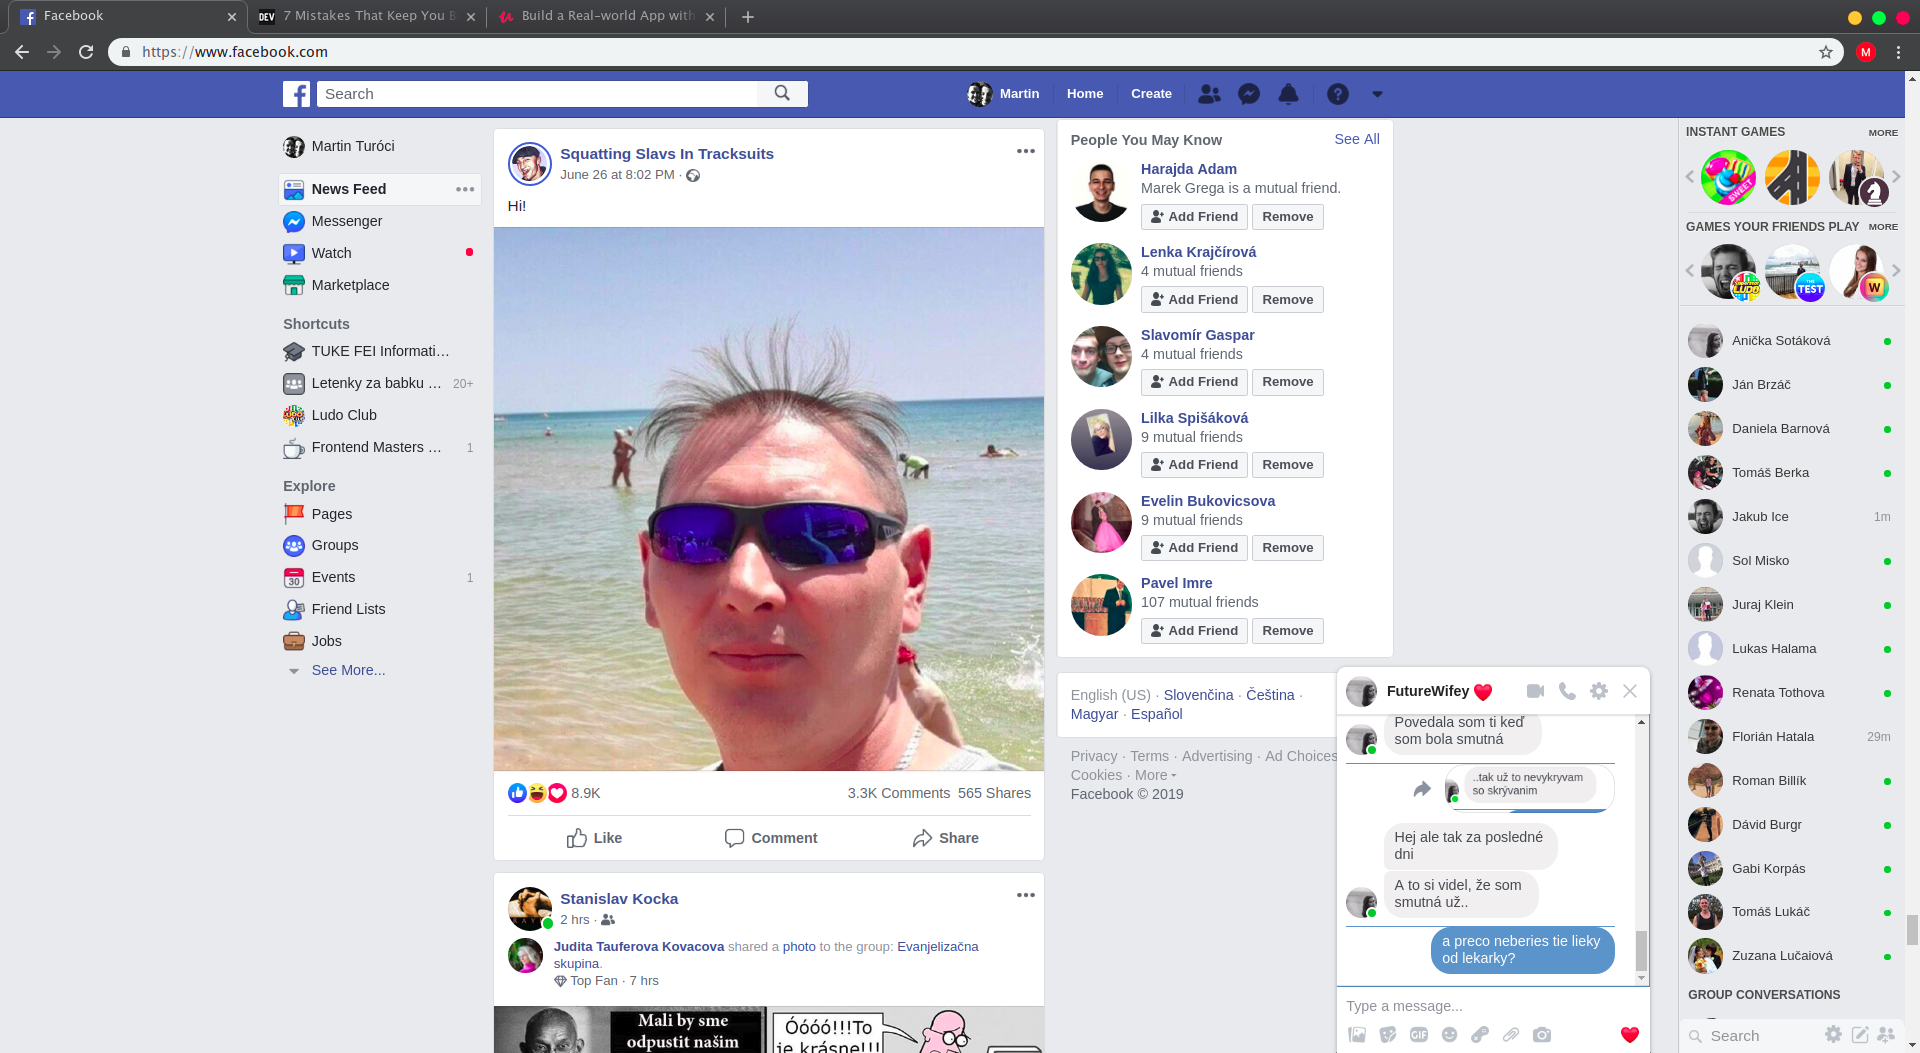 Facebook
7 Mistakes That Keep You B
Build a Real-world App with
https://www.facebook.com
M
Search
Martin
Home
Create
Martin Turóci
News Feed
Messenger
Watch
Marketplace
Shortcuts
TUKE FEI Informati…
Letenky za babku … 20+
Ludo Club
Frontend Masters … 1
Explore
Pages
Groups
Events 1
Friend Lists
Jobs
See More...
Squatting Slavs In Tracksuits
June 26 at 8:02 PM ·
Hi!
8.9K
3.3K Comments 565 Shares
Like
Comment
Share
Stanislav Kocka
2 hrs ·
Judita Tauferova Kovacova shared a photo to the group: Evanjelizačna
skupina.
Top Fan · 7 hrs
Mali by sme
odpustit našim
Óóóó!!!To
je krásne!!!
People You May Know
See All
Harajda Adam
Marek Grega is a mutual friend.
Add Friend Remove
Lenka Krajčírová
4 mutual friends
Add Friend Remove
Slavomír Gaspar
4 mutual friends
Add Friend Remove
Lilka Spišáková
9 mutual friends
Add Friend Remove
Evelin Bukovicsova
9 mutual friends
Add Friend Remove
Pavel Imre
107 mutual friends
Add Friend Remove
English (US) · Slovenčina · Čeština ·
Magyar · Español
Privacy · Terms · Advertising · Ad Choices
Cookies · More
Facebook © 2019
FutureWifey
Povedala som ti keď
som bola smutná
..tak už to nevykryvam
so skrývanim
Hej ale tak za posledné
dni
A to si videl, že som
smutná už..
a preco neberies tie lieky
od lekarky?
Type a message...
GIF
INSTANT GAMES MORE
SWEET
GAMES YOUR FRIENDS PLAY MORE
LUDO
THE
TEST
W
Anička Sotáková
Ján Brzáč
Daniela Barnová
Tomáš Berka
Jakub Ice 1m
Sol Misko
Juraj Klein
Lukas Halama
Renata Tothova
Florián Hatala 29m
Roman Billík
Dávid Burgr
Gabi Korpás
Tomáš Lukáč
Zuzana Lučaiová
GROUP CONVERSATIONS
Search
DEV
30